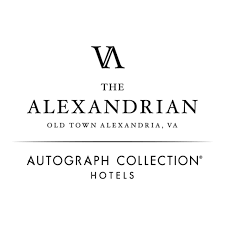 VA
THE
ALEXANDRIAN
OLD TOWN ALEXANDRIA, VA
AUTOGRAPH COLLECTION®
HOTELS